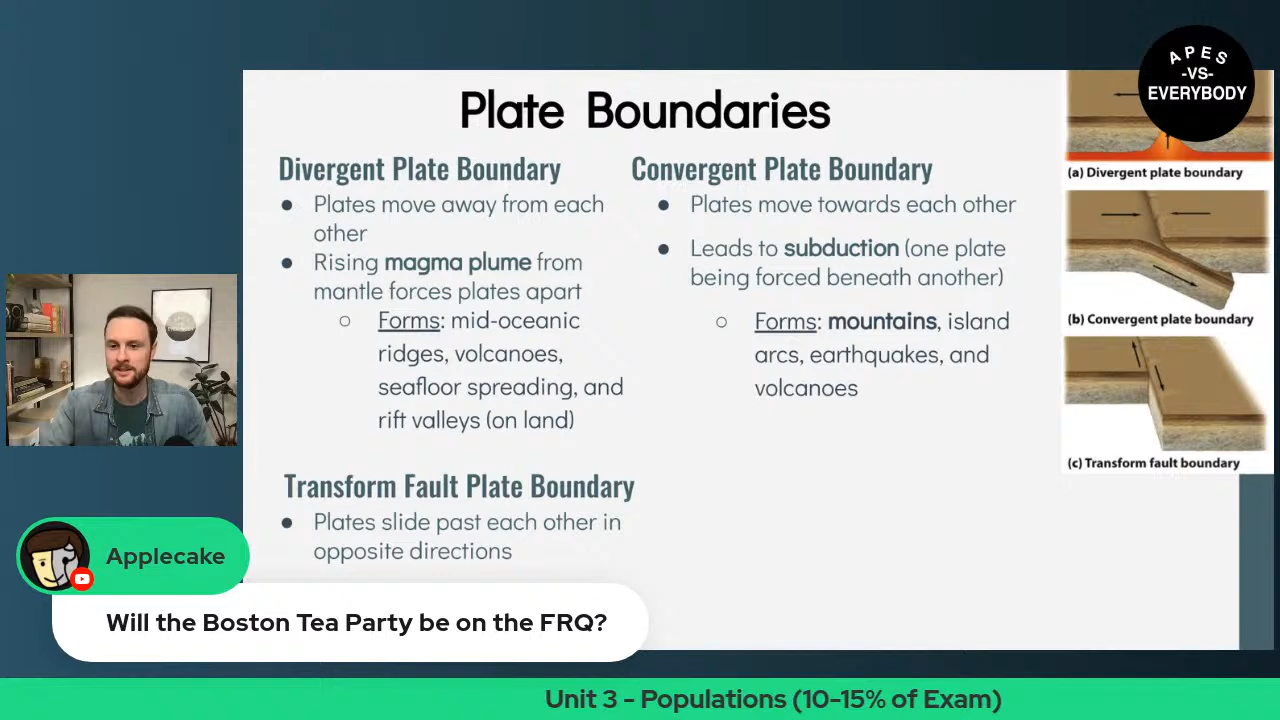 APES
-VS-
EVERYBODY
Plate Boundaries
Divergent Plate Boundary
● Plates move away from each
other
● Rising magma plume from
mantle forces plates apart
○ Forms: mid-oceanic
ridges, volcanoes,
seafloor spreading, and
rift valleys (on land)
Convergent Plate Boundary
● Plates move towards each other
● Leads to subduction (one plate
being forced beneath another)
○ Forms: mountains, island
arcs, earthquakes, and
volcanoes
(a) Divergent plate boundary
(b) Convergent plate boundary
(c) Transform fault boundary
Transform Fault Plate Boundary
● Plates slide past each other in
opposite directions
Applecake
Will the Boston Tea Party be on the FRQ?
Unit 3 - Populations (10-15% of Exam)